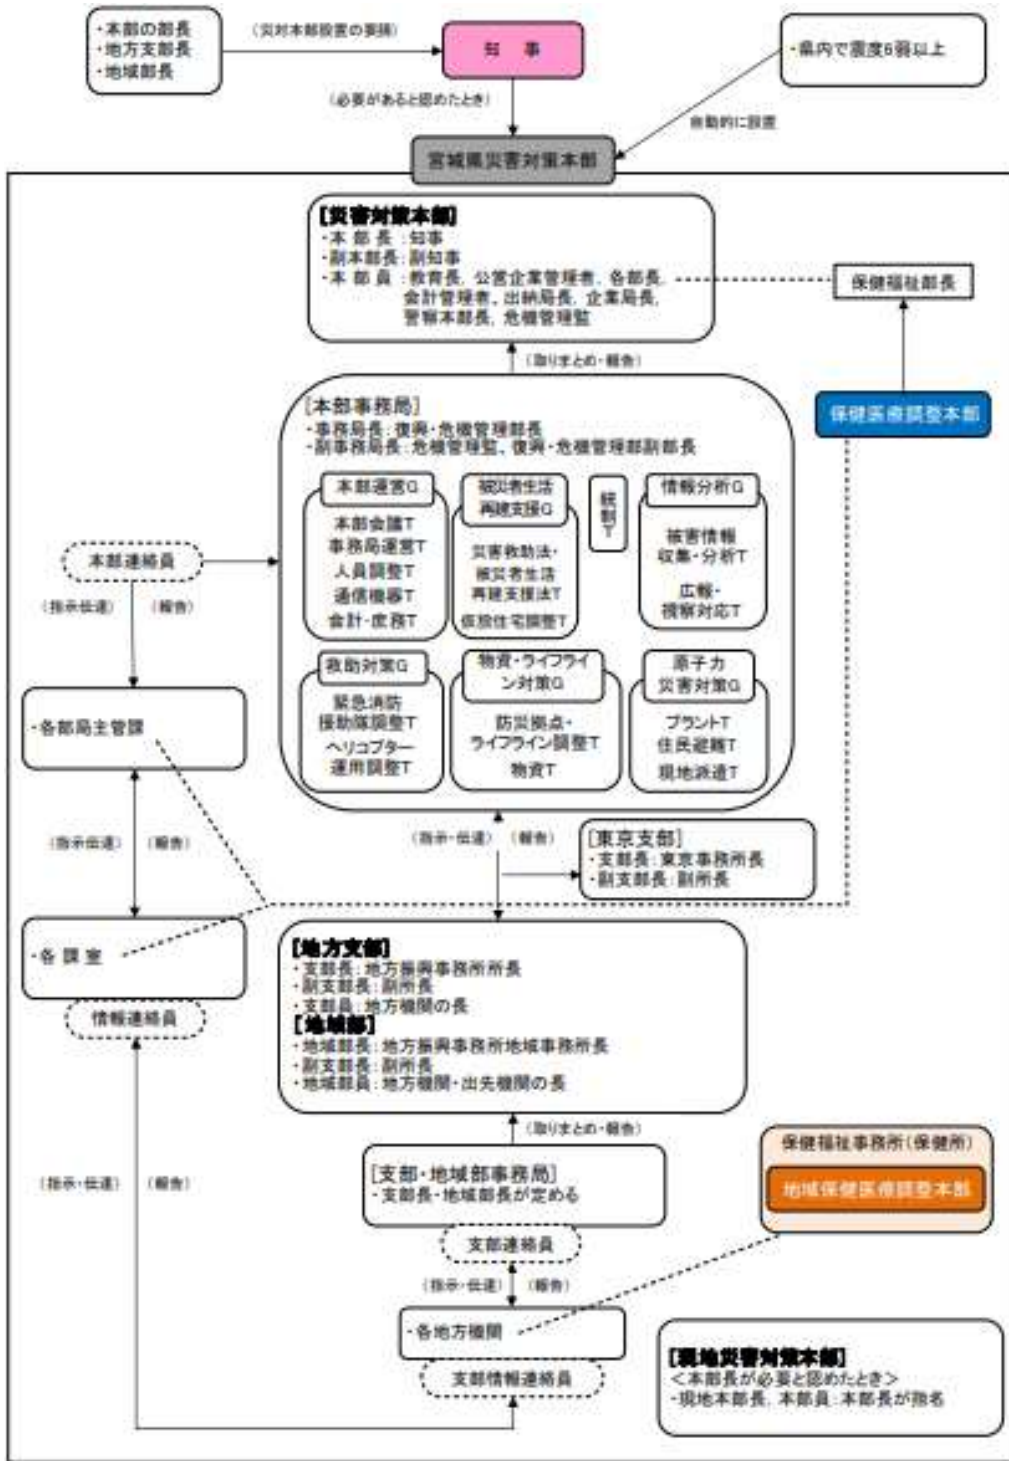 ・本部の部長
・地方支部長
・地域部長
(災対本部設置の要請)
知　事
・県内で震度6弱以上
(必要があると認めたとき)
自動的に設置
宮城県災害対策本部
[災害対策本部]
・本 部 長 :知事
・副本部長:副知事
・本 部 員 :教育長, 公営企業管理者, 各部長,
会計管理者, 出納局長, 企業局長,
警察本部長, 危機管理監
保健福祉部長
(取りまとめ・報告)
保健医療調整本部
[本部事務局]
・事務局長:復興・危機管理部長
・副事務局長:危機管理監、復興・危機管理部副部長
本部運営G
本部会議T
事務局運営T
人員調整T
通信機器T
会計・庶務T
被災者生活
再建支援G
災害救助法・
被災者生活
再建支援法T
仮設住宅調整T
統制T
情報分析G
被害情報
収集・分析T
広報・
視察対応T
救助対策G
緊急消防
援助隊調整T
ヘリコプター
運用調整T
物資・ライフライ
ン対策G
防災拠点・
ライフライン調整T
物資T
原子力
災害対策G
プラントT
住民避難T
現地派遣T
本部連絡員
(指示伝達)
(報告)
・各部局主管課
(指示伝達)
(報告)
・各 課 室
情報連絡員
(指示・伝達)
(報告)
[東京支部]
・支部長:東京事務所長
・副支部長:副所長
[地方支部]
・支部長:地方振興事務所所長
・副支部長:副所長
・支部員:地方機関の長
[地域部]
・地域部長:地方振興事務所地域事務所長
・副支部長:副所長
・地域部員:地方機関・出先機関の長
(取りまとめ・報告)
[支部・地域部事務局]
・支部長・地域部長が定める
支部連絡員
(指示・伝達)
(報告)
保健福祉事務所(保健所)
地域保健医療調整本部
(指示・伝達)
(報告)
・各地方機関
支部情報連絡員
[現地災害対策本部]
＜本部長が必要と認めたとき＞
・現地本部長, 本部員:本部長が指名